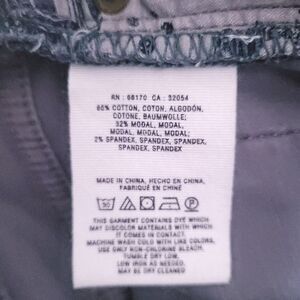 RN : 66170 CA : 32054
66% COTTON, COTON, ALGODÓN,
COTONE, BAUMWOLLE;
32% MODAL, MODAL,
MODAL, MODAL, MODAL;
2% SPANDEX, SPANDEX, SPANDEX,
SPANDEX, SPANDEX
MADE IN CHINA, HECHO EN CHINA,
FABRIQUÉ EN CHINE
THIS GARMENT CONTAINS DYE WHICH
MAY DISCOLOR MATERIALS WITH WHICH
IT COMES IN CONTACT.
MACHINE WASH COLD WITH LIKE COLORS,
USE ONLY NON-CHLORINE BLEACH,
TUMBLE DRY LOW,
LOW IRON AS NEEDED.
MAY BE DRY CLEANED